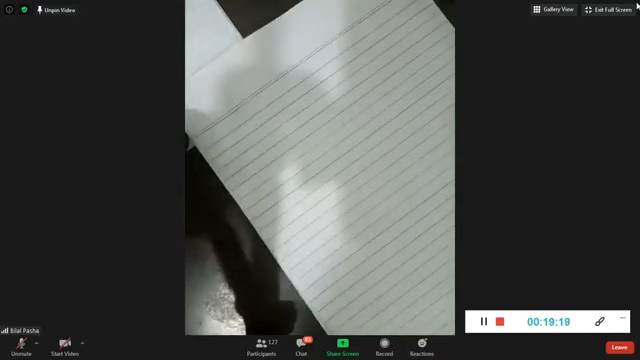 Unpin Video
Gallery View
Exit Full Screen
Bilal Pasha
00:19:19
Unmute
Start Video
127
Participants
Chat
Share Screen
Record
Reactions
Leave